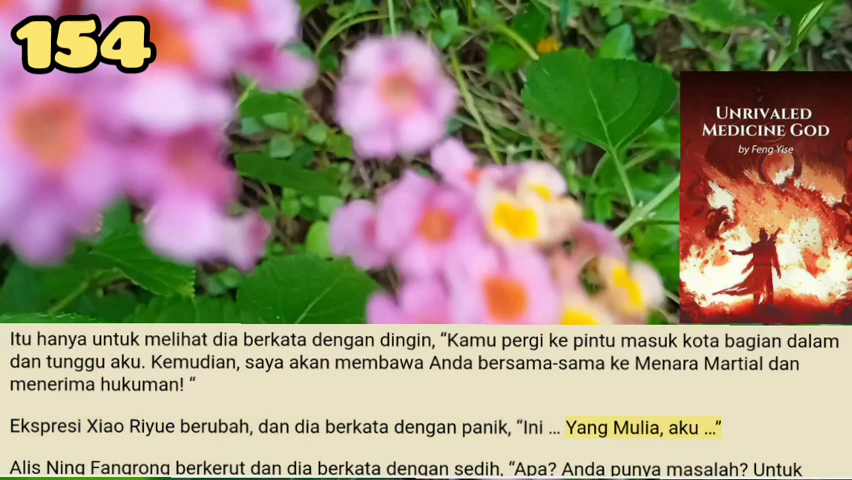 154
UNRIVALED
MEDICINE GOD
by Feng Yise
Itu hanya untuk melihat dia berkata dengan dingin, “Kamu pergi ke pintu masuk kota bagian dalam
dan tunggu aku. Kemudian, saya akan membawa Anda bersama-sama ke Menara Martial dan
menerima hukuman! “
Ekspresi Xiao Riyue berubah, dan dia berkata dengan panik, “Ini ... Yang Mulia, aku ...”
Alis Ning Fangrong berkerut dan dia berkata dengan sedih, “Apa? Anda punya masalah? Untuk